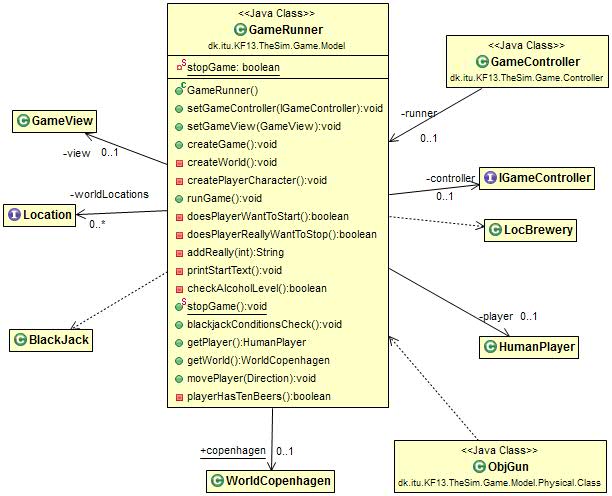 <<Java Class>>
GameRunner
dk.itu.KF13.TheSim.Game.Model
stopGame: boolean
GameRunner()
setGameController(IGameController):void
setGameView(GameView):void
createGame():void
createWorld():void
createPlayerCharacter():void
runGame():void
doesPlayerWantToStart():boolean
doesPlayerReallyWantToStop():boolean
addReally(int):String
printStartText():void
checkAlcoholLevel():boolean
stopGame():void
blackjackConditionsCheck():void
getPlayer():HumanPlayer
getWorld():WorldCopenhagen
movePlayer(Direction):void
playerHasTenBeers():boolean
<<Java Class>>
GameController
dk.itu.KF13.TheSim.Game.Controller
-runner
0..1
GameView
-view 0..1
-controller
0..1
IGameController
-worldLocations
0..*
Location
LocBrewery
BlackJack
-player 0..1
HumanPlayer
+copenhagen 0..1
WorldCopenhagen
<<Java Class>>
ObjGun
dk.itu.KF13.TheSim.Game.Model.Physical.Class